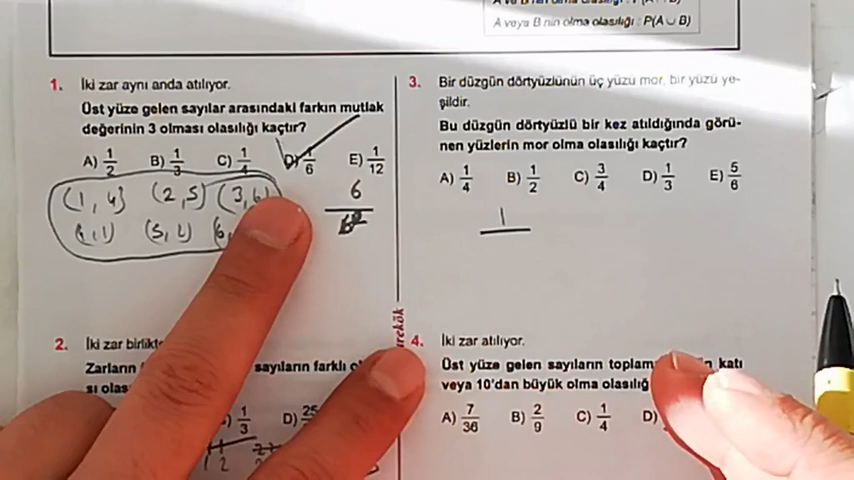 A veya B nin olma olasılığı : P(A ∪ B)
1. İki zar aynı anda atılıyor.
Üst yüze gelen sayılar arasındaki farkın mutlak
değerinin 3 olması olasılığı kaçtır?
A) 1/2 B) 1/3 C) 1/4 D) 1/6 E) 1/12
(1, 4) (2, 5) (3, 6
(4, 1) (5, 2) (6,
6
6²
2. İki zar birlikte
Zarların sayıların farklı
sı olas
1/3 D) 25
3. Bir düzgün dörtyüzlünün üç yüzü mor, bir yüzü ye-
şildir.
Bu düzgün dörtyüzlü bir kez atıldığında görü-
nen yüzlerin mor olma olasılığı kaçtır?
A) 1/4 B) 1/2 C) 3/4 D) 1/3 E) 5/6
1
4. İki zar atılıyor.
Üst yüze gelen sayıların toplam katı
veya 10'dan büyük olma olasılığ
A) 7/36 B) 2/9 C) 1/4 D)